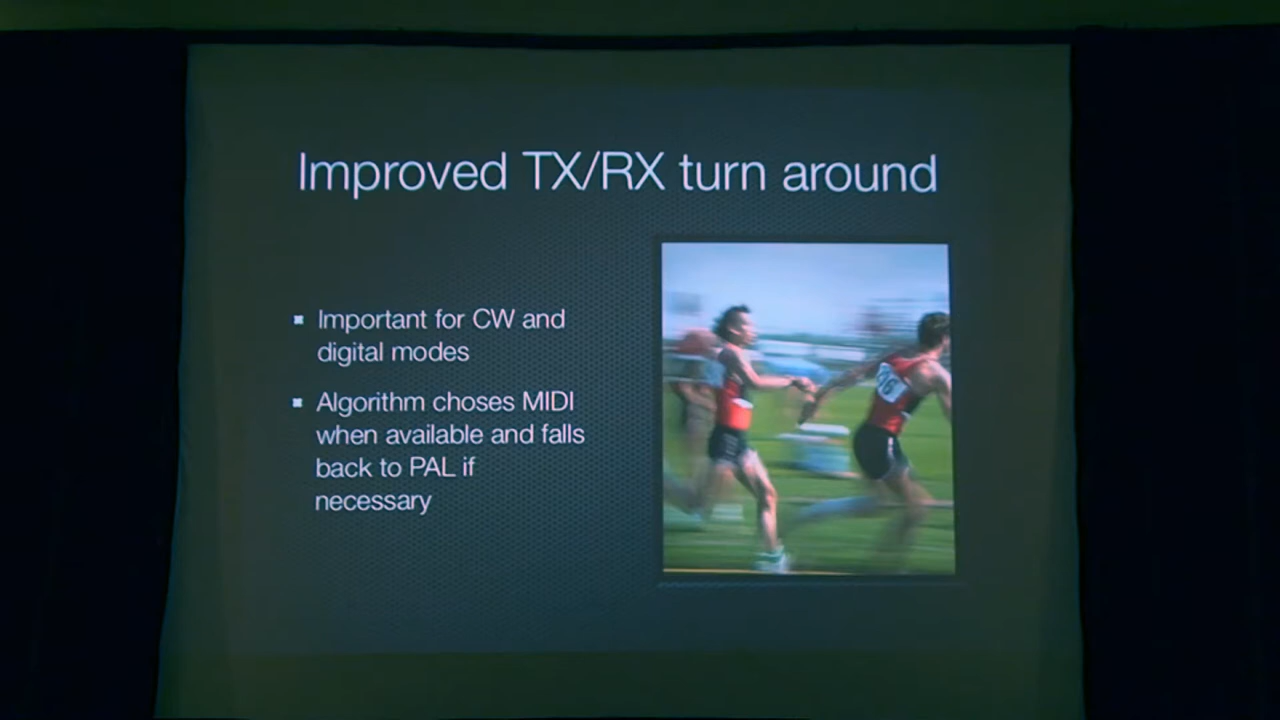 Improved TX/RX turn around
▪ Important for CW and
digital modes
▪ Algorithm choses MIDI
when available and falls
back to PAL if
necessary